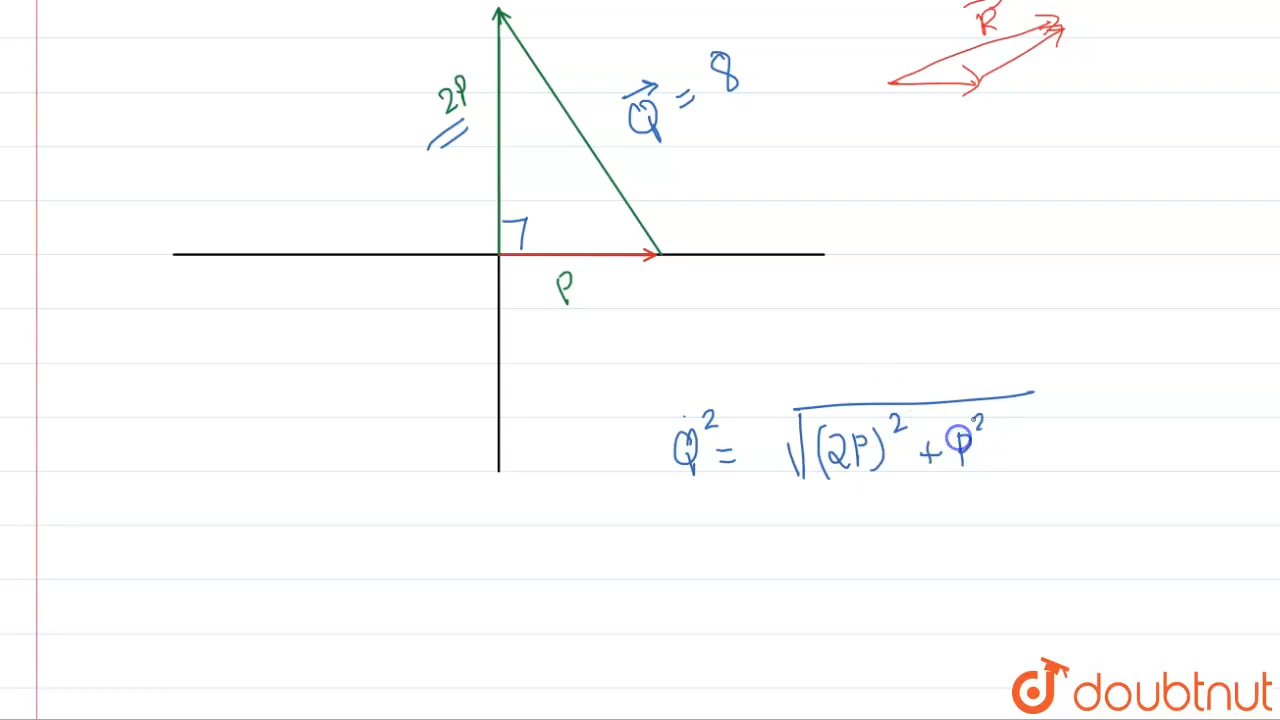 R⃗
2P
Q⃗ = 8
P
Q² = √((2P)² + P²)
doubtnut